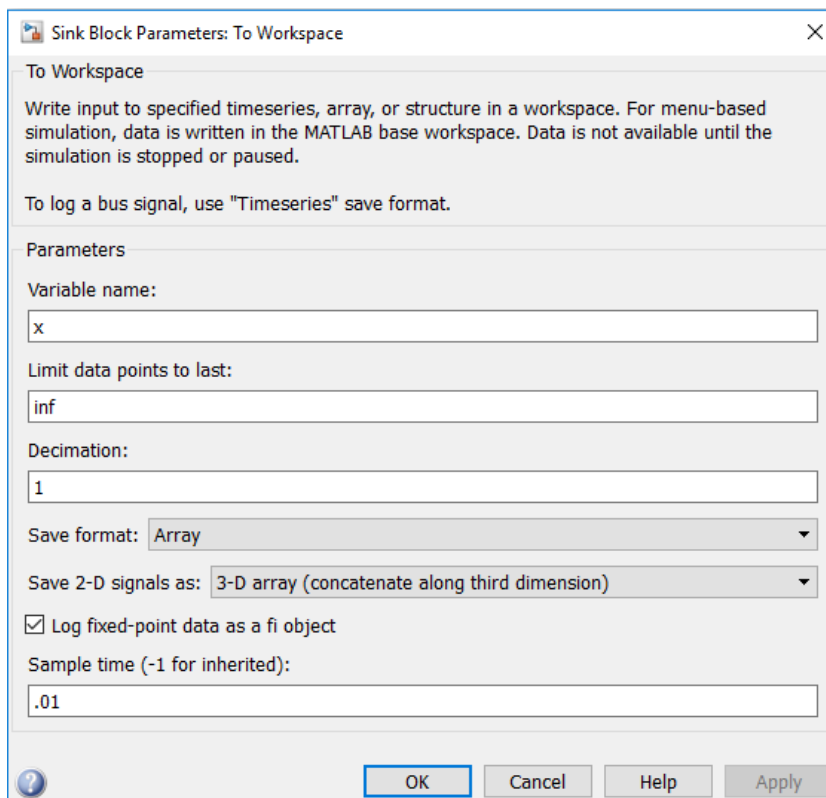 Sink Block Parameters: To Workspace
To Workspace
Write input to specified timeseries, array, or structure in a workspace. For menu-based
simulation, data is written in the MATLAB base workspace. Data is not available until the
simulation is stopped or paused.
To log a bus signal, use "Timeseries" save format.
Parameters
Variable name:
x
Limit data points to last:
inf
Decimation:
1
Save format: Array
Save 2-D signals as: 3-D array (concatenate along third dimension)
Log fixed-point data as a fi object
Sample time (-1 for inherited):
.01
? OK Cancel Help Apply